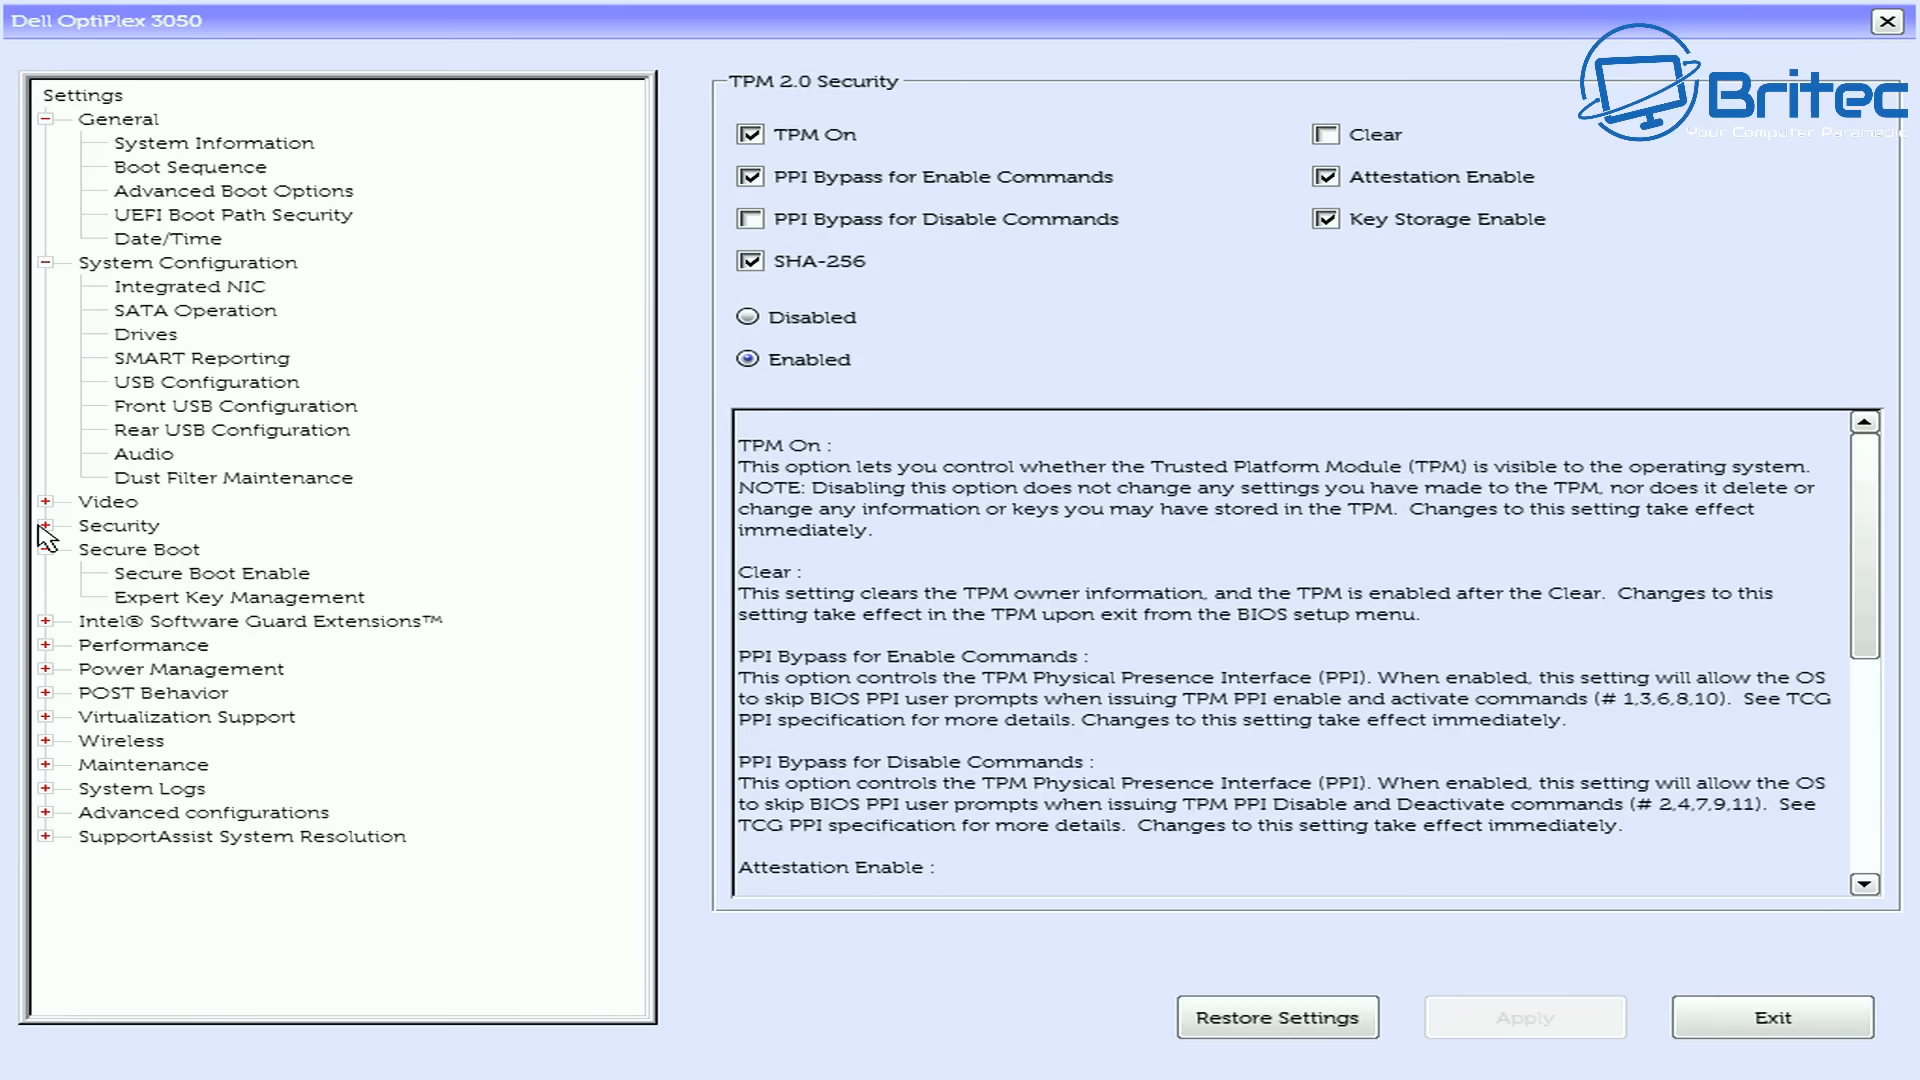 Dell OptiPlex 3050
Britec
Your Computer Paramedic
Settings
General
System Information
Boot Sequence
Advanced Boot Options
UEFI Boot Path Security
Date/Time
System Configuration
Integrated NIC
SATA Operation
Drives
SMART Reporting
USB Configuration
Front USB Configuration
Rear USB Configuration
Audio
Dust Filter Maintenance
Video
Security
Secure Boot
Secure Boot Enable
Expert Key Management
Intel® Software Guard Extensions™
Performance
Power Management
POST Behavior
Virtualization Support
Wireless
Maintenance
System Logs
Advanced configurations
SupportAssist System Resolution
TPM 2.0 Security
TPM On
Clear
PPI Bypass for Enable Commands
Attestation Enable
PPI Bypass for Disable Commands
Key Storage Enable
SHA-256
Disabled
Enabled
TPM On :
This option lets you control whether the Trusted Platform Module (TPM) is visible to the operating system.
NOTE: Disabling this option does not change any settings you have made to the TPM, nor does it delete or
change any information or keys you may have stored in the TPM.  Changes to this setting take effect
immediately.
Clear :
This setting clears the TPM owner information, and the TPM is enabled after the Clear.  Changes to this
setting take effect in the TPM upon exit from the BIOS setup menu.
PPI Bypass for Enable Commands :
This option controls the TPM Physical Presence Interface (PPI). When enabled, this setting will allow the OS
to skip BIOS PPI user prompts when issuing TPM PPI enable and activate commands (# 1,3,6,8,10).  See TCG
PPI specification for more details. Changes to this setting take effect immediately.
PPI Bypass for Disable Commands :
This option controls the TPM Physical Presence Interface (PPI). When enabled, this setting will allow the OS
to skip BIOS PPI user prompts when issuing TPM PPI Disable and Deactivate commands (# 2,4,7,9,11).  See
TCG PPI specification for more details.  Changes to this setting take effect immediately.
Attestation Enable :
Restore Settings
Apply
Exit